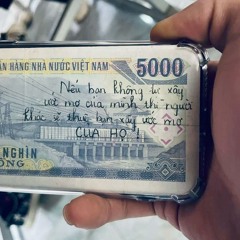 ÂN HÀNG NHÀ NƯỚC VIỆT NAM 5000
Nếu bạn không tự xây
ước mơ của mình thì người
khác sẽ thuê bạn xây ước mơ
CỦA HỌ !
NGHÌN
ĐỒNG